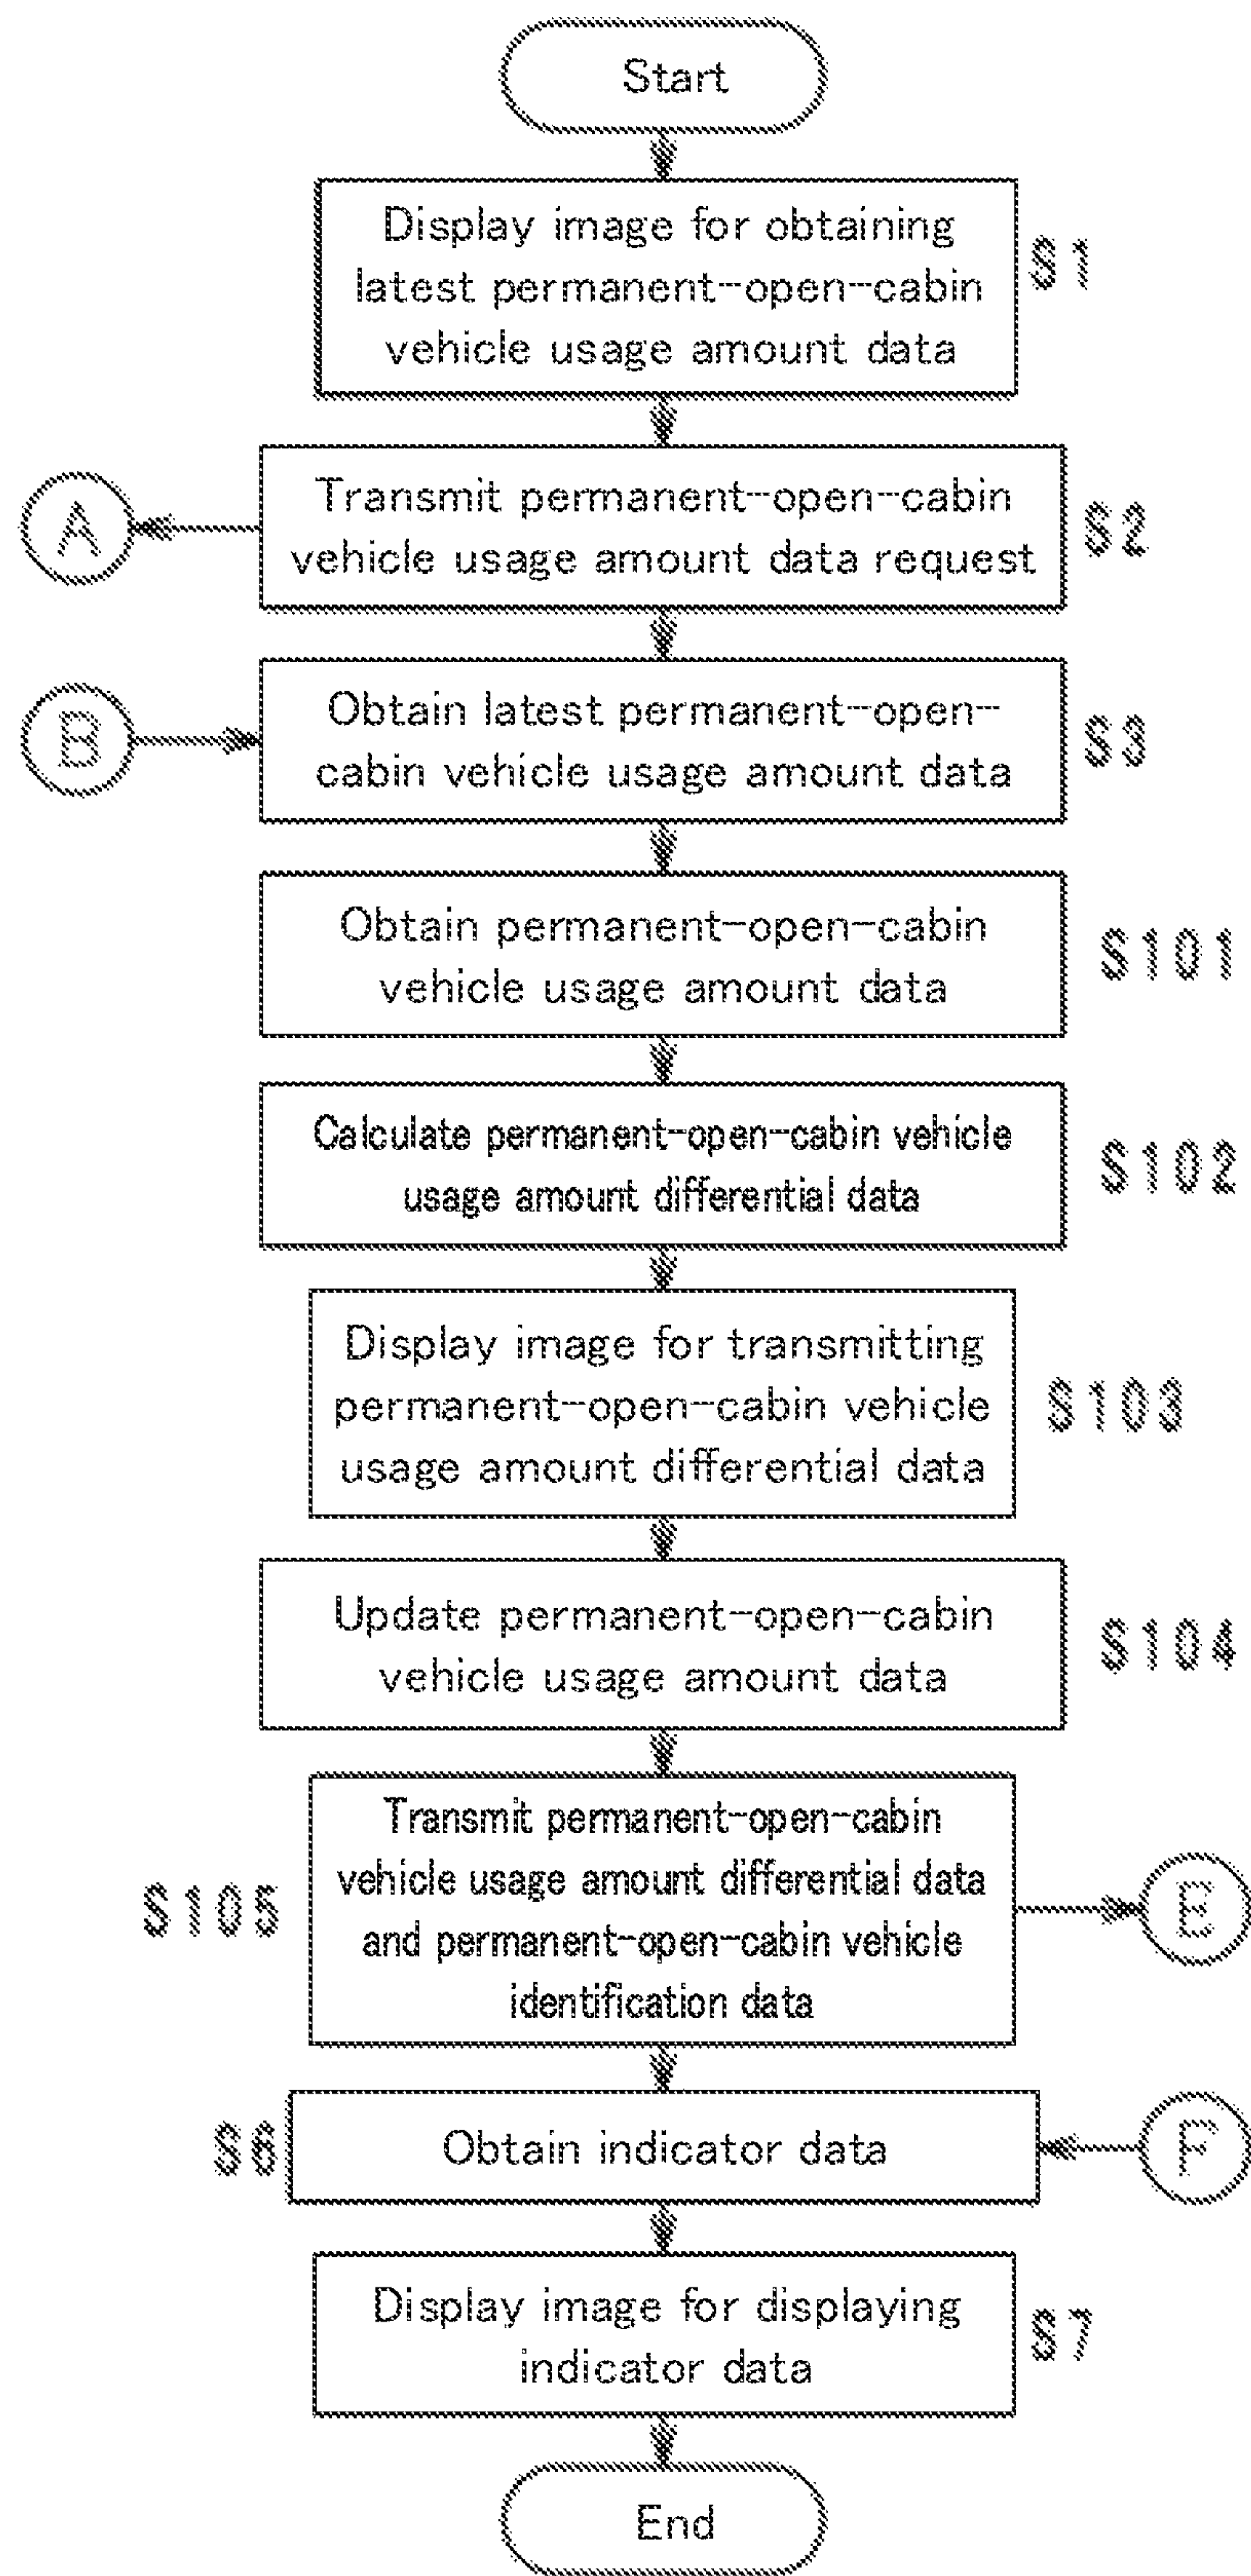 Start
Display image for obtaining
latest permanent-open-cabin
vehicle usage amount data
S1
A
Transmit permanent-open-cabin
vehicle usage amount data request
S2
B
Obtain latest permanent-open-
cabin vehicle usage amount data
S3
Obtain permanent-open-cabin
vehicle usage amount data
S101
Calculate permanent-open-cabin vehicle
usage amount differential data
S102
Display image for transmitting
permanent-open-cabin vehicle
usage amount differential data
S103
Update permanent-open-cabin
vehicle usage amount data
S104
S105
Transmit permanent-open-cabin
vehicle usage amount differential data
and permanent-open-cabin vehicle
identification data
E
S6
Obtain indicator data
F
Display image for displaying
indicator data
S7
End